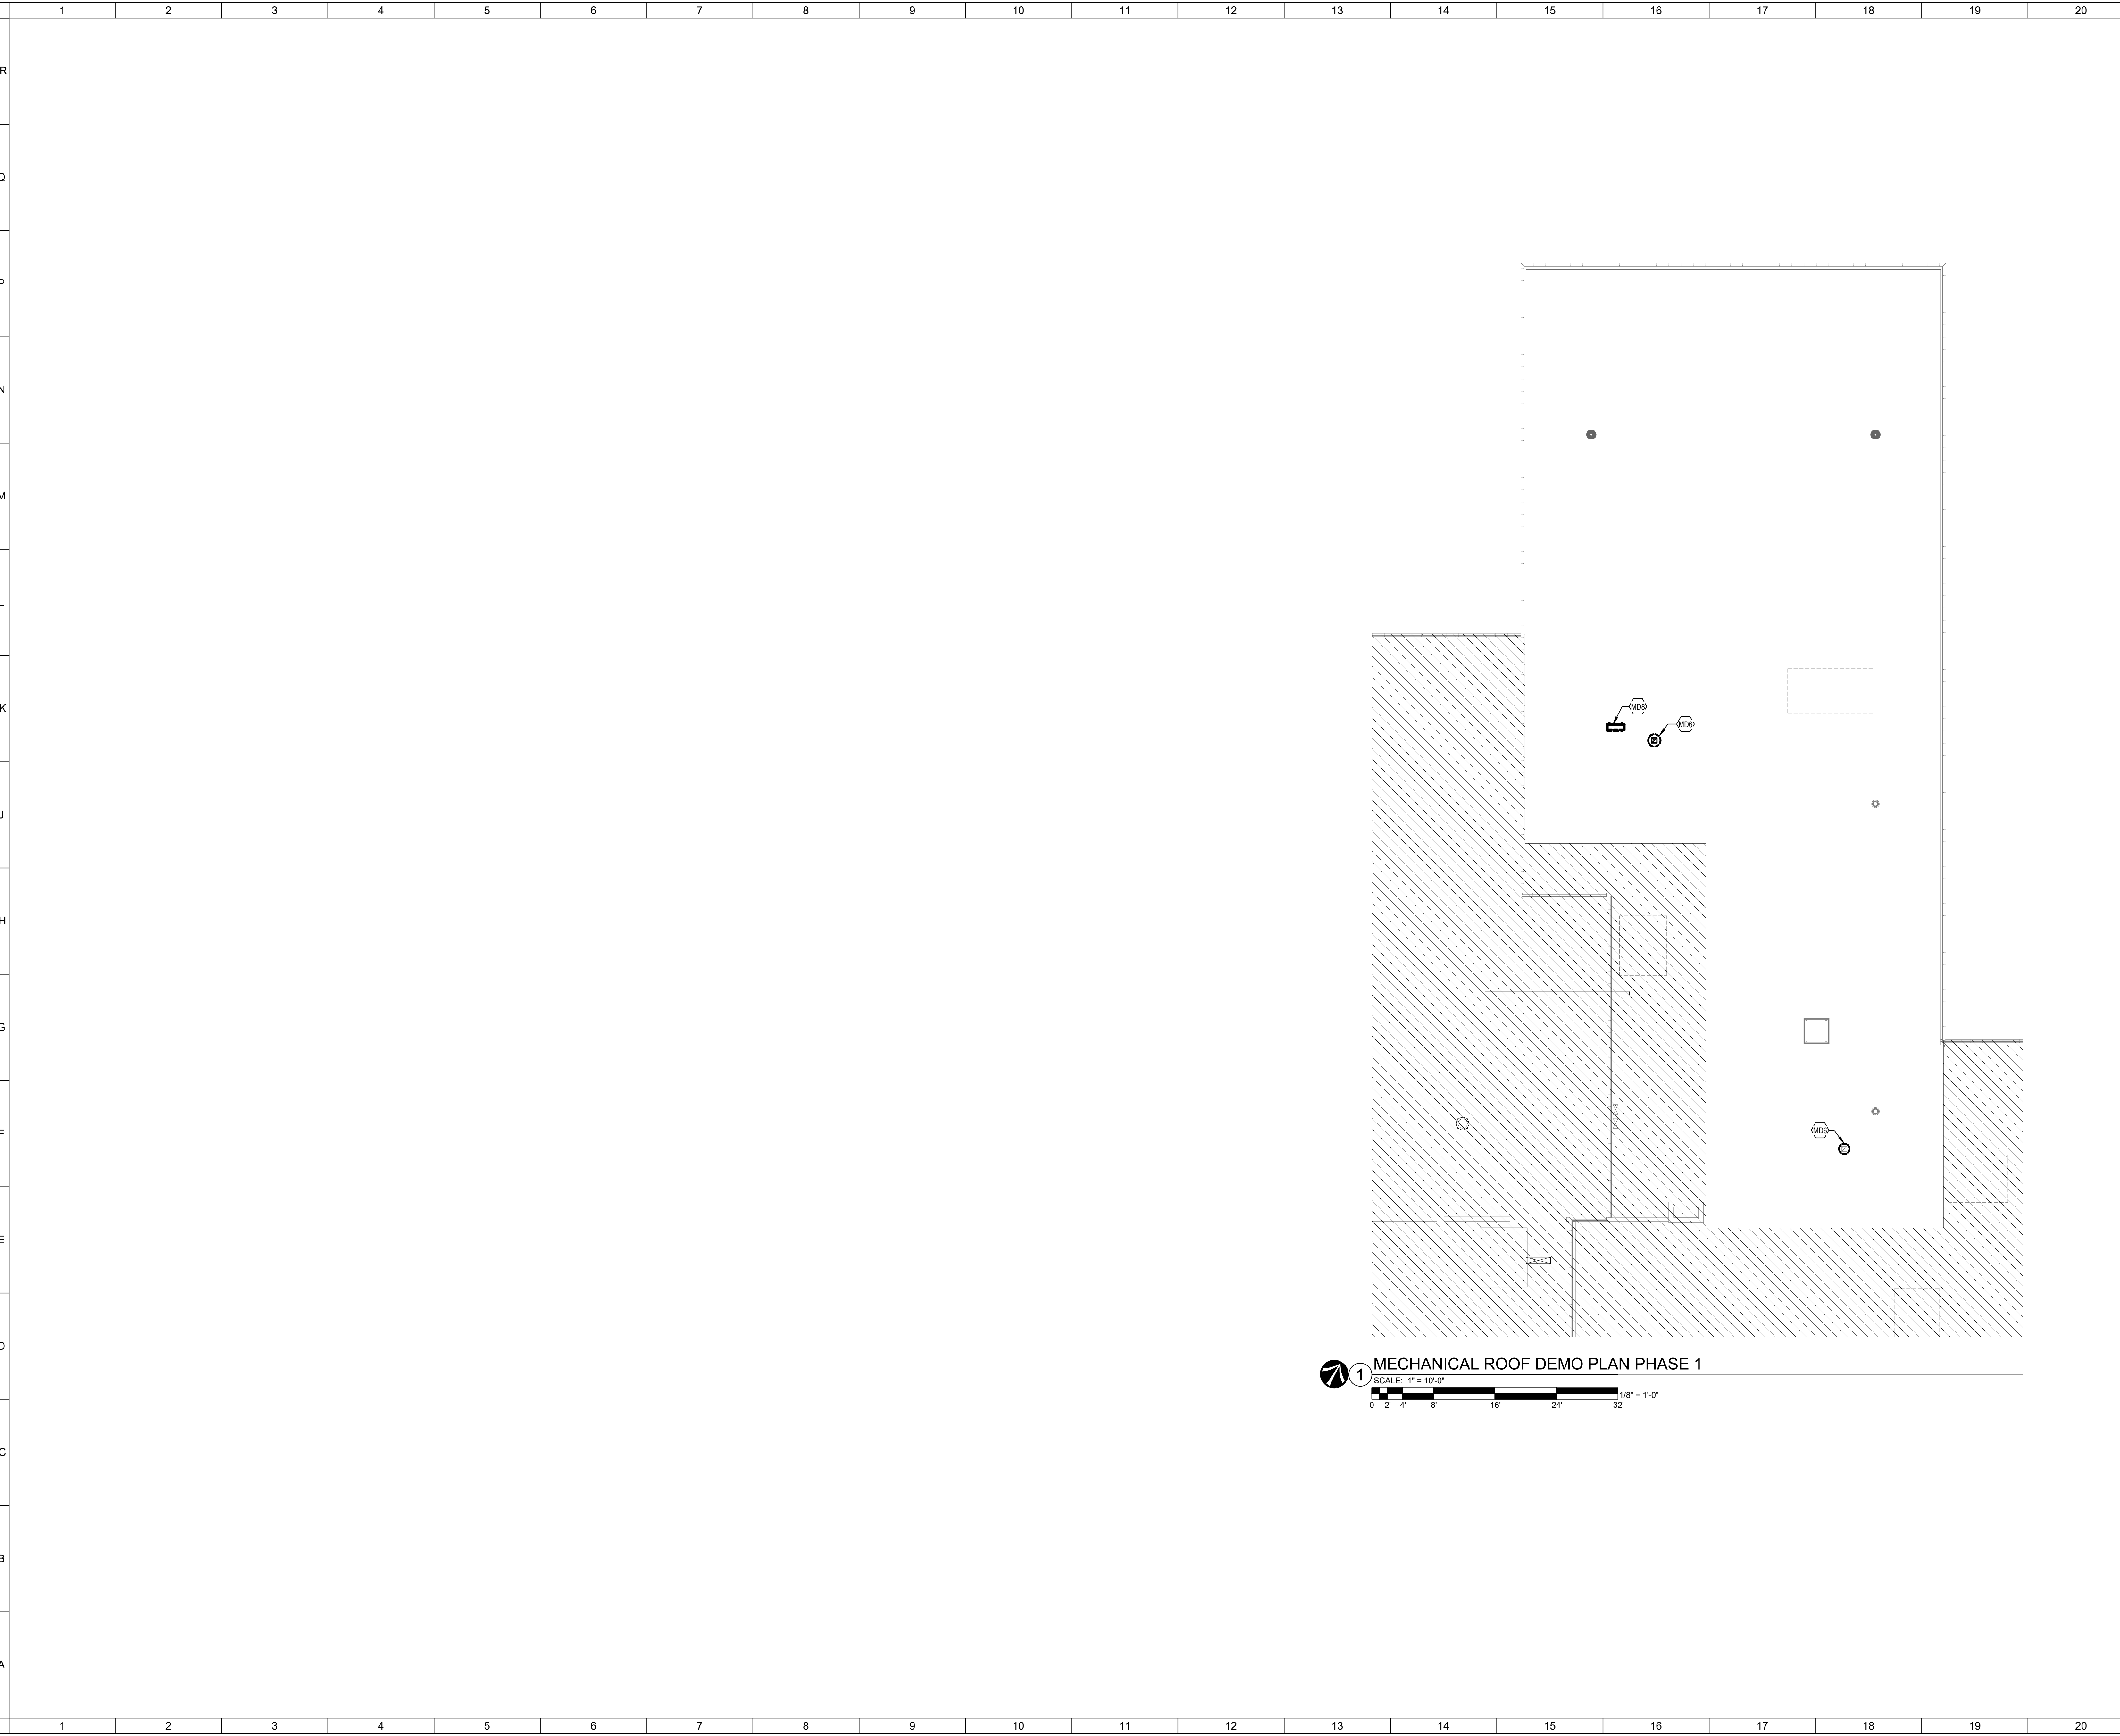 1 2 3 4 5 6 7 8 9 10 11 12 13 14 15 16 17 18 19 20
R
Q
P
N
M
L
K
MD8
MD6
J
H
G
F
MD6
E
D
1 MECHANICAL ROOF DEMO PLAN PHASE 1
SCALE: 1" = 10'-0"
1/8" = 1'-0"
0 2' 4' 8' 16' 24' 32'
C
B
A
1 2 3 4 5 6 7 8 9 10 11 12 13 14 15 16 17 18 19 20